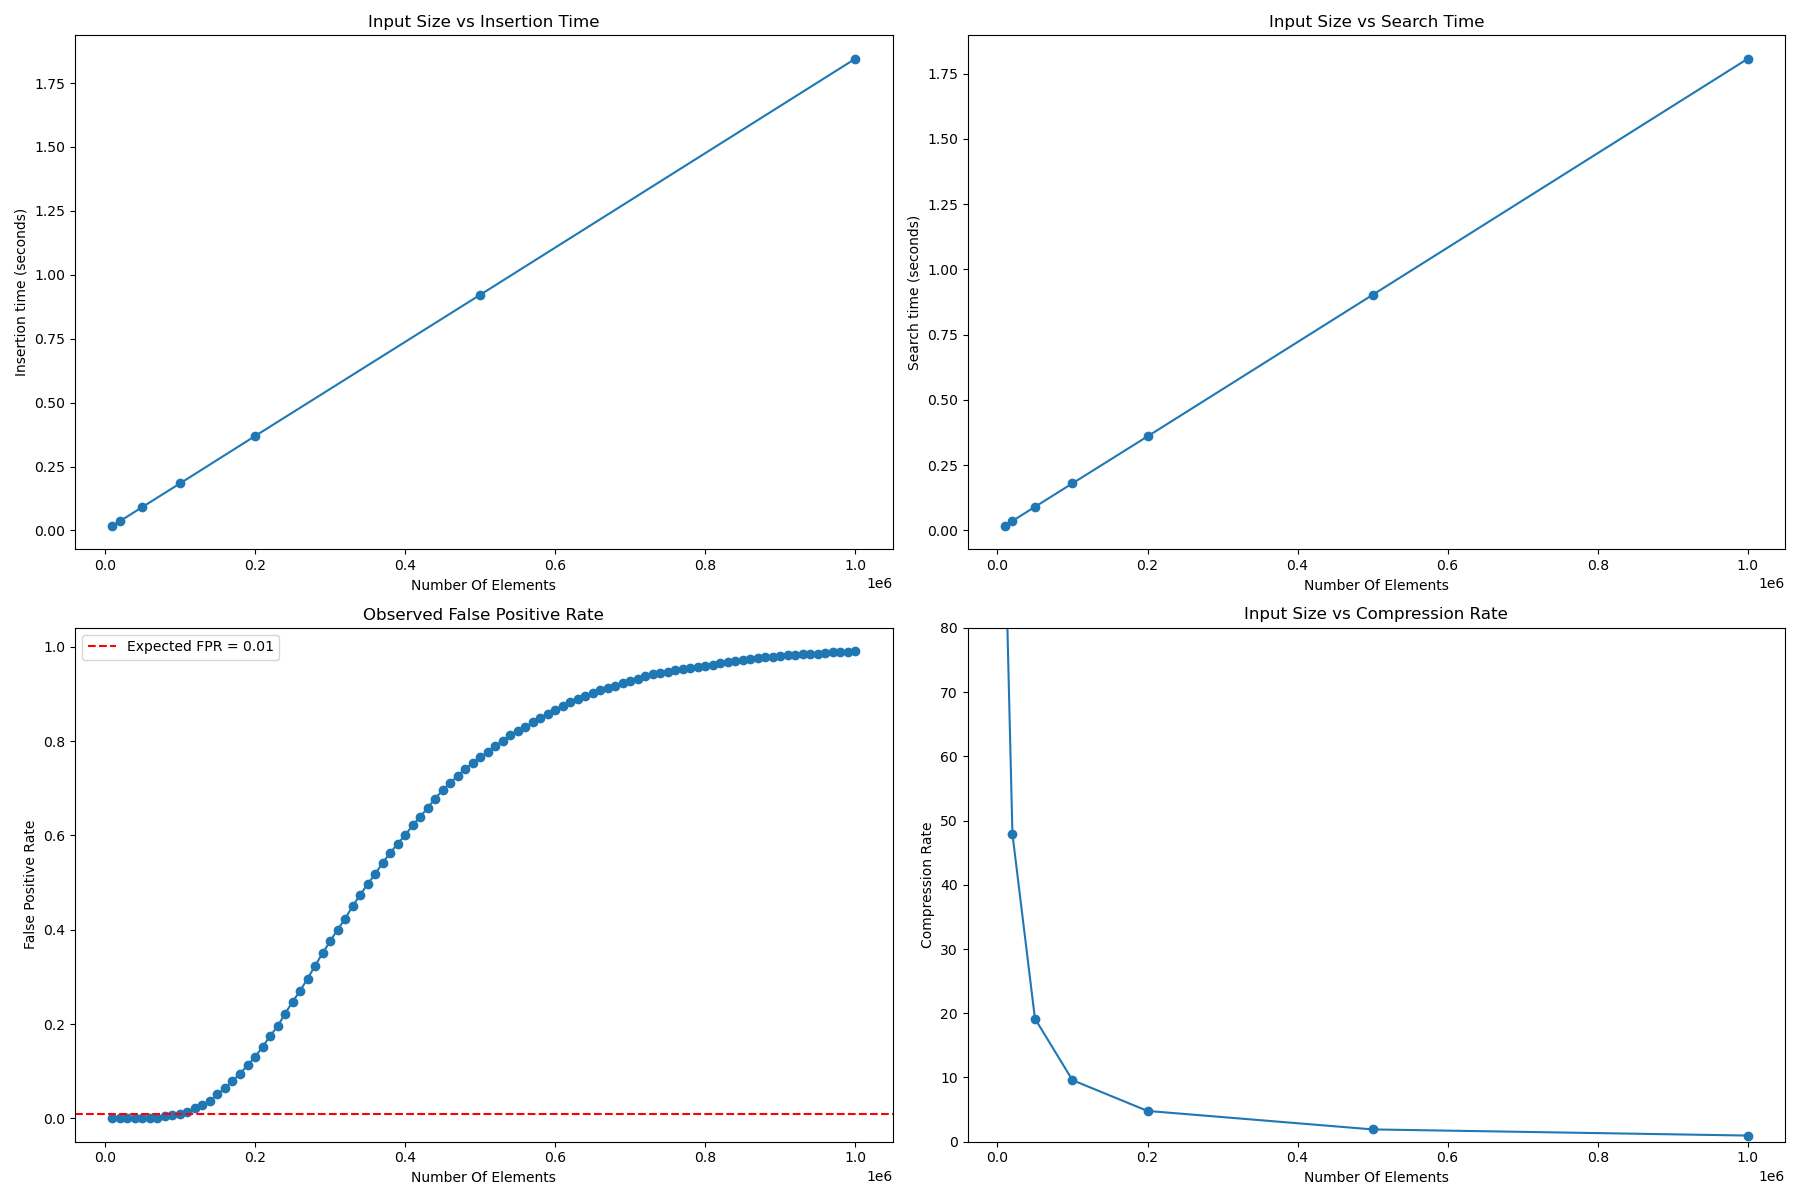 Input Size vs Insertion Time
1.75
1.50
1.25
1.00
0.75
0.50
0.25
0.00
Insertion time (seconds)
0.0 0.2 0.4 0.6 0.8 1.0
1e6
Number Of Elements
Input Size vs Search Time
1.75
1.50
1.25
1.00
0.75
0.50
0.25
0.00
Search time (seconds)
0.0 0.2 0.4 0.6 0.8 1.0
1e6
Number Of Elements
Observed False Positive Rate
Expected FPR = 0.01
1.0
0.8
0.6
0.4
0.2
0.0
False Positive Rate
0.0 0.2 0.4 0.6 0.8 1.0
1e6
Number Of Elements
Input Size vs Compression Rate
80
70
60
50
40
30
20
10
0
Compression Rate
0.0 0.2 0.4 0.6 0.8 1.0
1e6
Number Of Elements